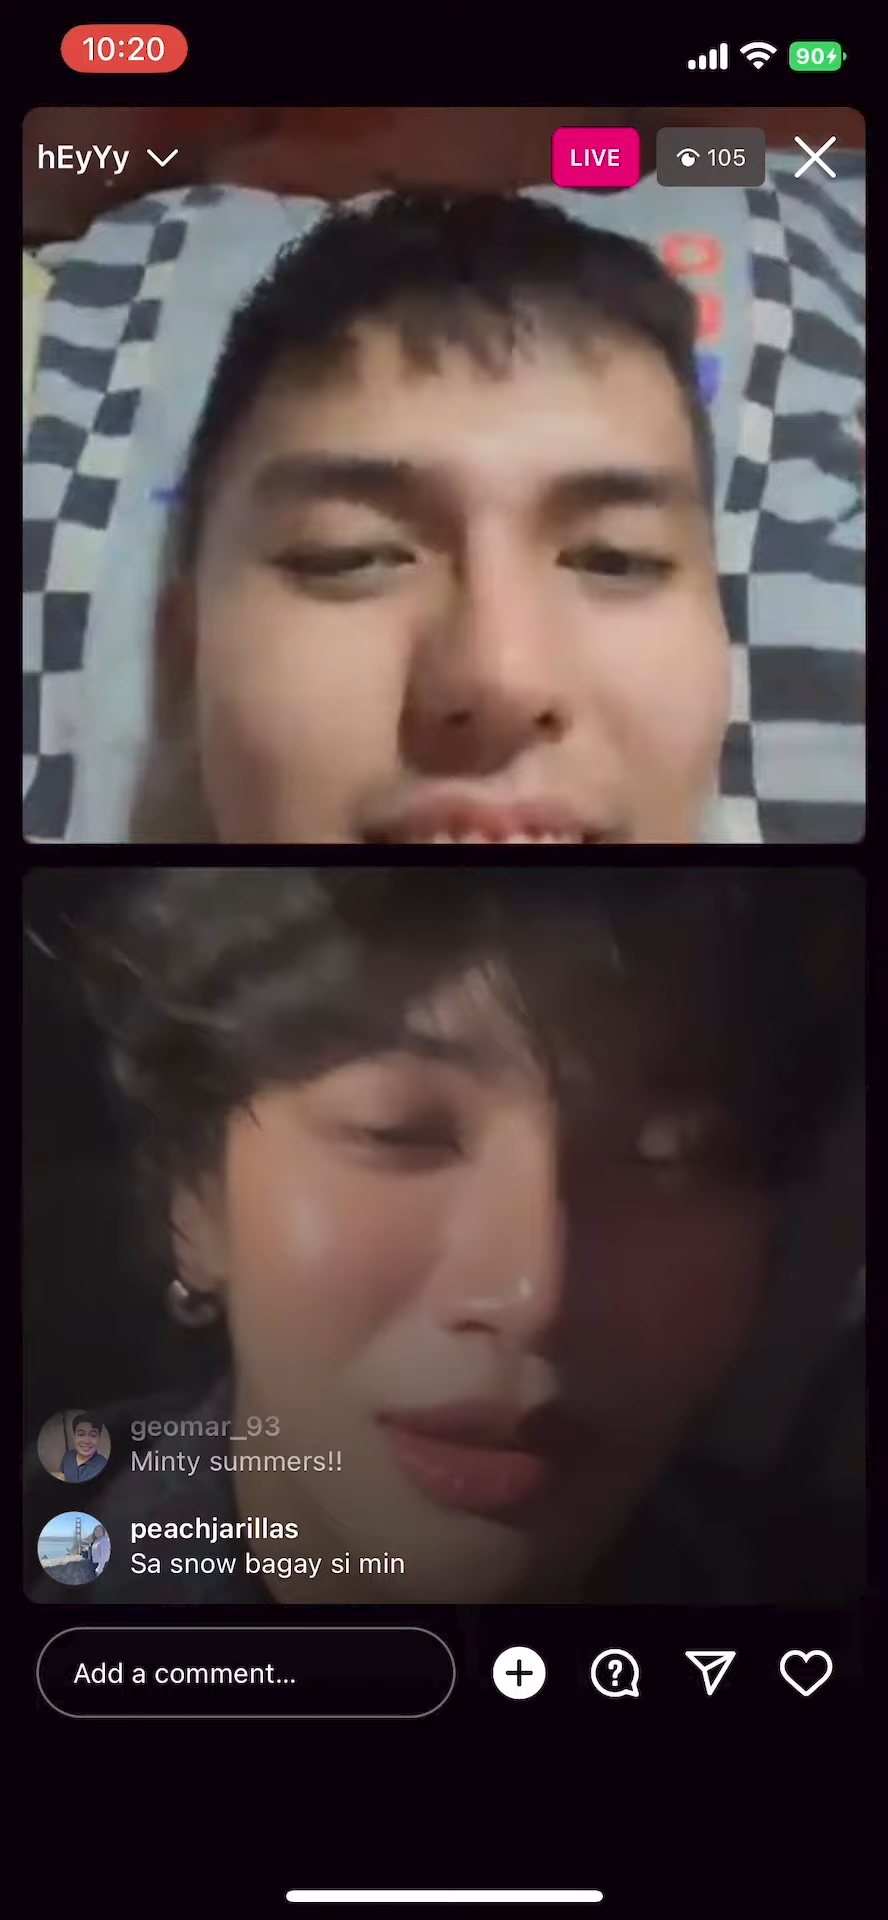 10:20
90
hEyYy
LIVE
105
geomar_93
Minty summers!!
peachjarillas
Sa snow bagay si min
Add a comment...